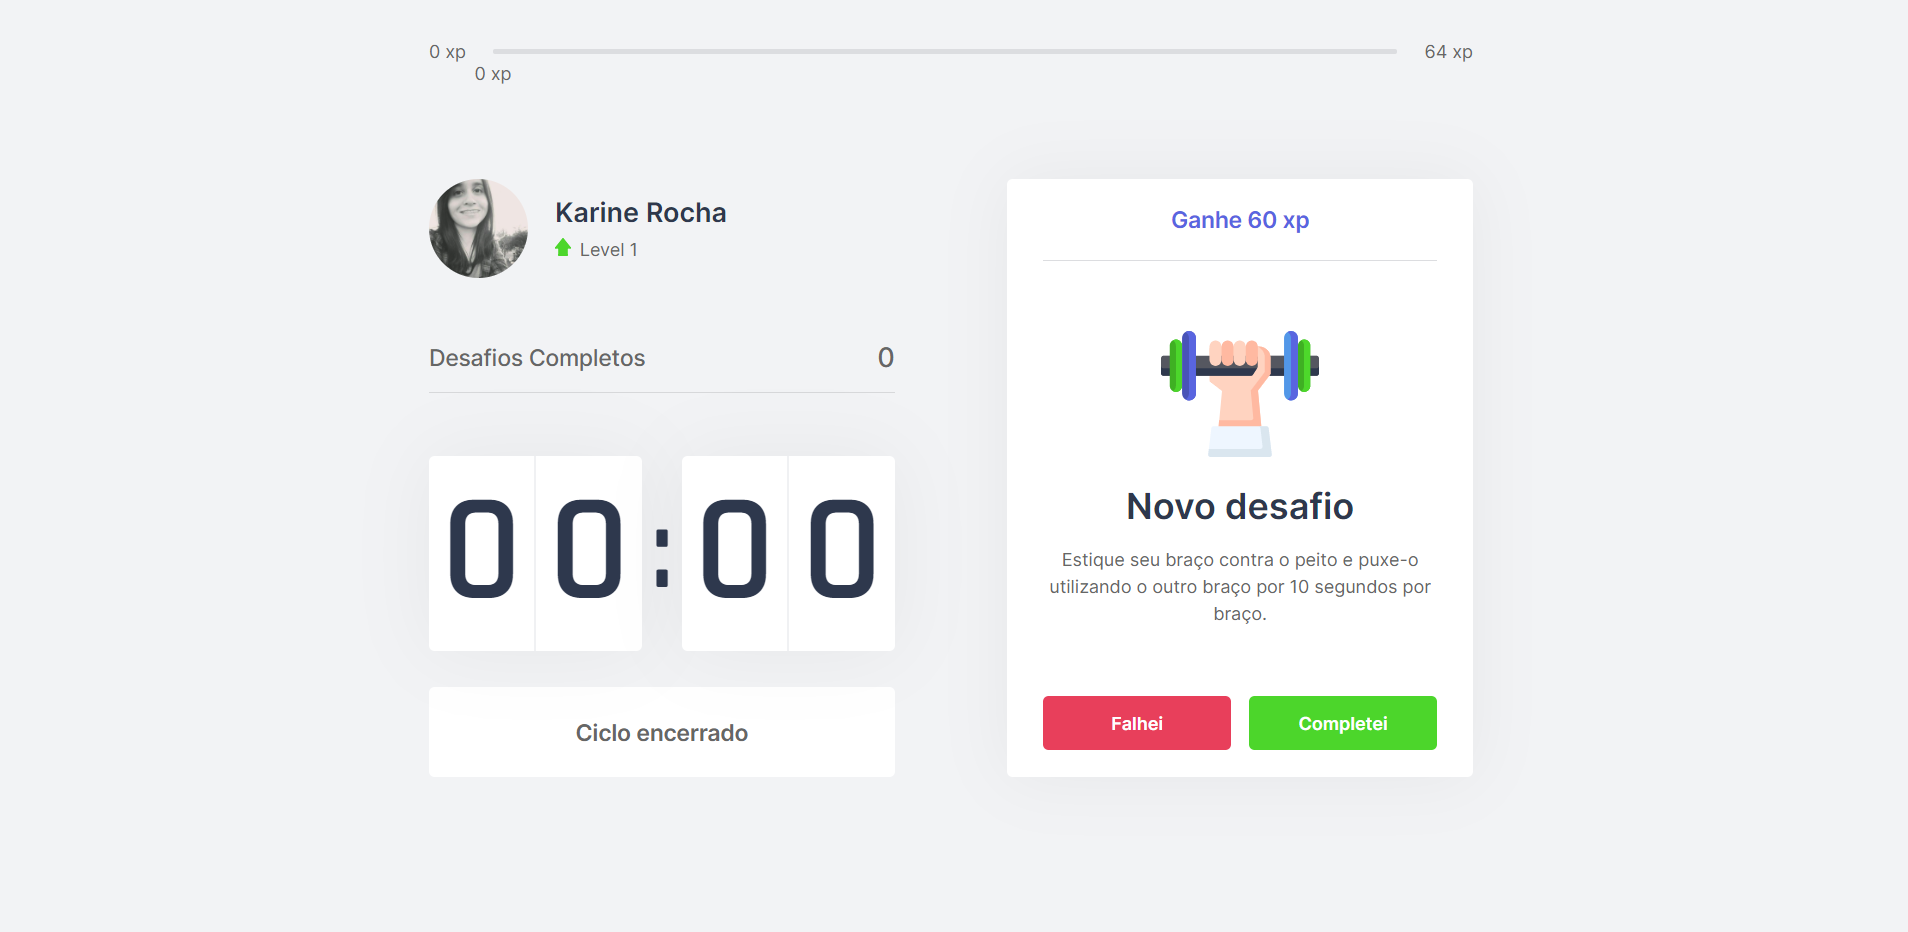 0 xp
64 xp
0 xp
Karine Rocha
Level 1
Desafios Completos
0
00:00
Ciclo encerrado
Ganhe 60 xp
Novo desafio
Estique seu braço contra o peito e puxe-o
utilizando o outro braço por 10 segundos por
braço.
Falhei
Completei